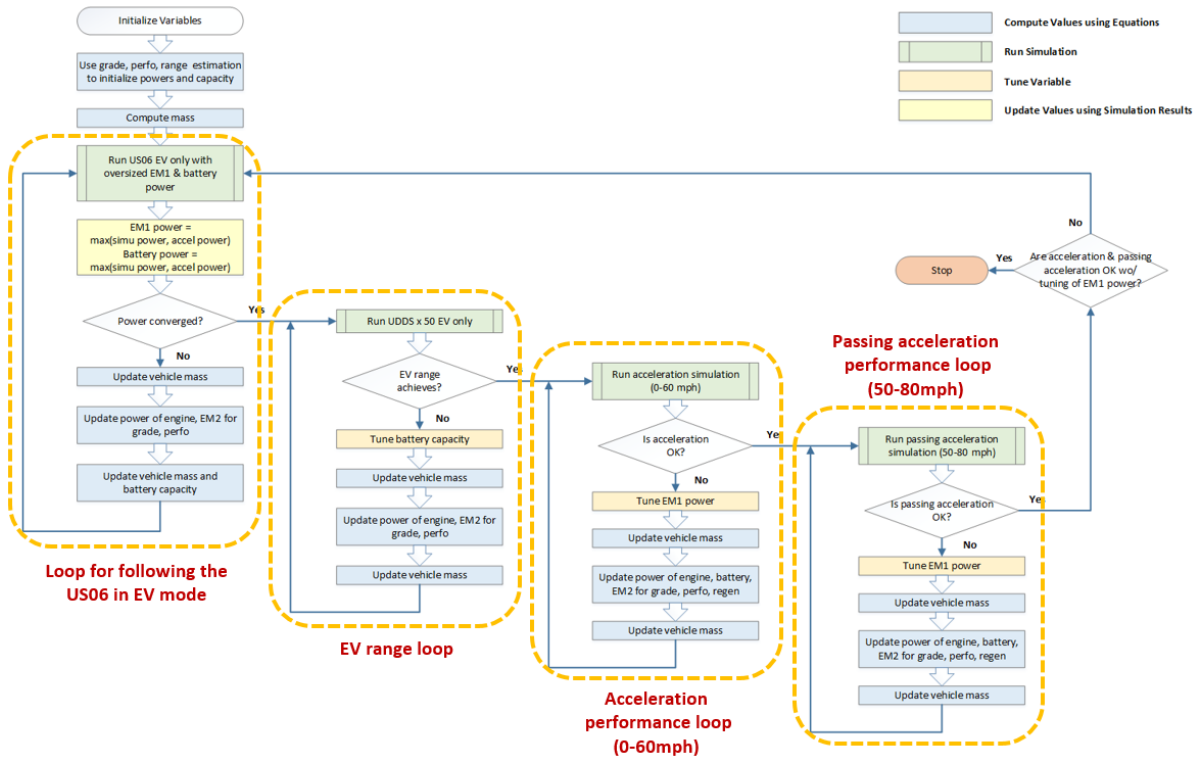 Initialize Variables
Use grade, perfo, range estimation
to initialize powers and capacity
Compute mass
Run US06 EV only with
oversized EM1 & battery
power
EM1 power =
max(simu power, accel power)
Battery power =
max(simu power, accel power)
Power converged?
Yes
No
Update vehicle mass
Update power of engine, EM2 for
grade, perfo
Update vehicle mass and
battery capacity
Loop for following the
US06 in EV mode
Run UDDS x 50 EV only
EV range
achieves?
Yes
No
Tune battery capacity
Update vehicle mass
Update power of engine, EM2 for
grade, perfo
Update vehicle mass
EV range loop
Run acceleration simulation
(0-60 mph)
Is acceleration
OK?
Yes
No
Tune EM1 power
Update vehicle mass
Update power of engine, battery,
EM2 for grade, perfo, regen
Update vehicle mass
Acceleration
performance loop
(0-60mph)
Passing acceleration
performance loop
(50-80mph)
Run passing acceleration
simulation (50-80 mph)
Is passing acceleration
OK?
Yes
No
Tune EM1 power
Update vehicle mass
Update power of engine, battery,
EM2 for grade, perfo, regen
Update vehicle mass
Are acceleration & passing
acceleration OK wo/
tuning of EM1 power?
No
Yes
Stop
Compute Values using Equations
Run Simulation
Tune Variable
Update Values using Simulation Results